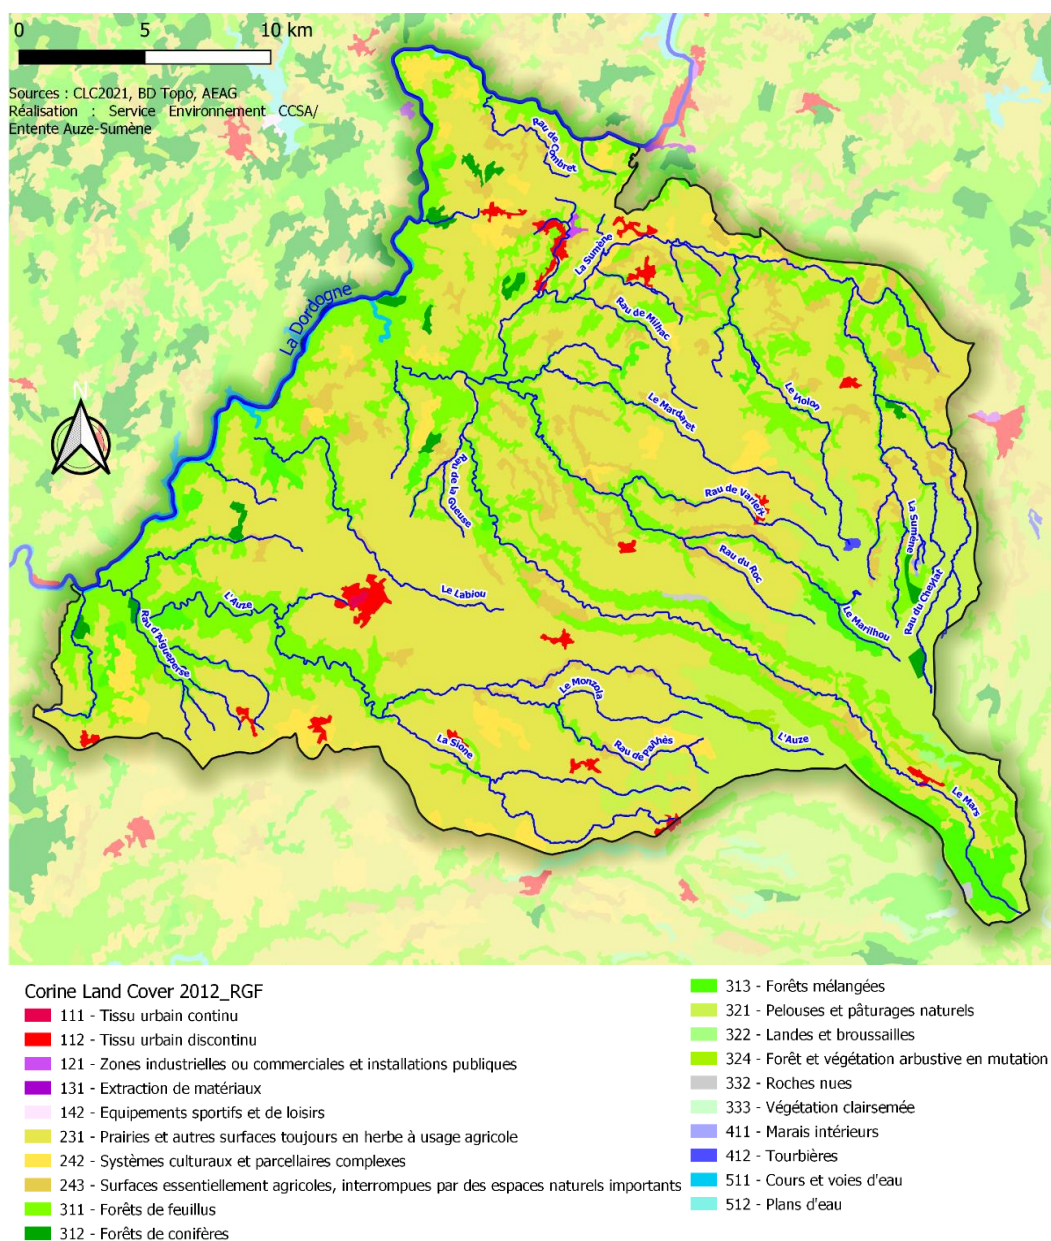 0 5 10 km
Sources : CLC2021, BD Topo, AEAG
Réalisation : Service Environnement CCSA/
Entente Auze-Sumène
Rau de Combret
La Sumène
La Dordogne
Rau de Milhac
N
Le Violon
Le Mardaret
Rau de la Gueuse
Rau de Varleix
La Sumène
Rau du Roc
Rau du Cheylat
Le Labiou
L'Auze
Le Marilhou
Rau d'Aigueperse
Le Monzola
L'Auze
La Sione
Le Mars
Corine Land Cover 2012_RGF
111 - Tissu urbain continu
112 - Tissu urbain discontinu
121 - Zones industrielles ou commerciales et installations publiques
131 - Extraction de matériaux
142 - Equipements sportifs et de loisirs
231 - Prairies et autres surfaces toujours en herbe à usage agricole
242 - Systèmes culturaux et parcellaires complexes
243 - Surfaces essentiellement agricoles, interrompues par des espaces naturels importants
311 - Forêts de feuillus
312 - Forêts de conifères
313 - Forêts mélangées
321 - Pelouses et pâturages naturels
322 - Landes et broussailles
324 - Forêt et végétation arbustive en mutation
332 - Roches nues
333 - Végétation clairsemée
411 - Marais intérieurs
412 - Tourbières
511 - Cours et voies d'eau
512 - Plans d'eau